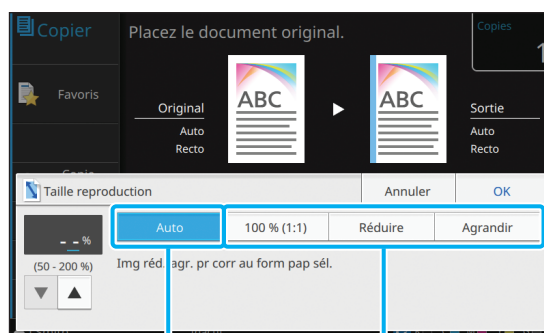 Copier
Placez le document original.
Copies
1
Favoris
Original
Auto
Recto
ABC
ABC
Sortie
Auto
Recto
Copie
Taille reproduction
Annuler
OK
- - %
(50 - 200 %)
Auto
100 % (1:1)
Réduire
Agrandir
Img réd. agr. pr corr au form pap sél.